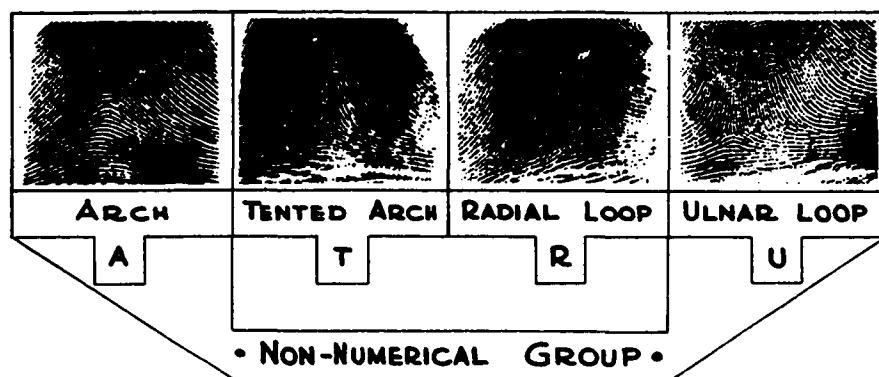 ARCH TENTED ARCH RADIAL LOOP ULNAR LOOP
A T R U
• NON-NUMERICAL GROUP •